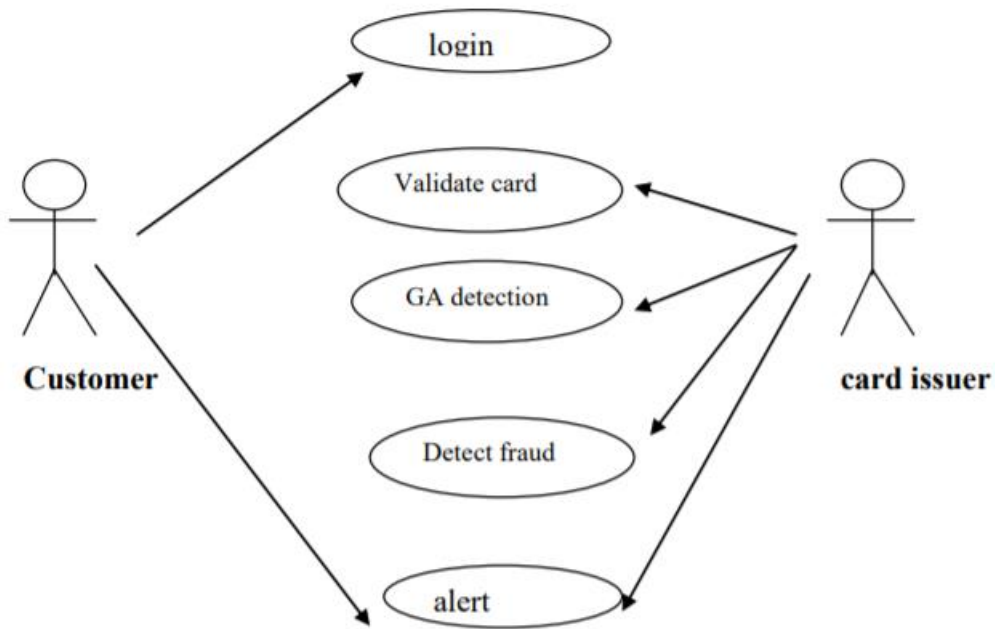 login
Validate card
GA detection
Customer
card issuer
Detect fraud
alert